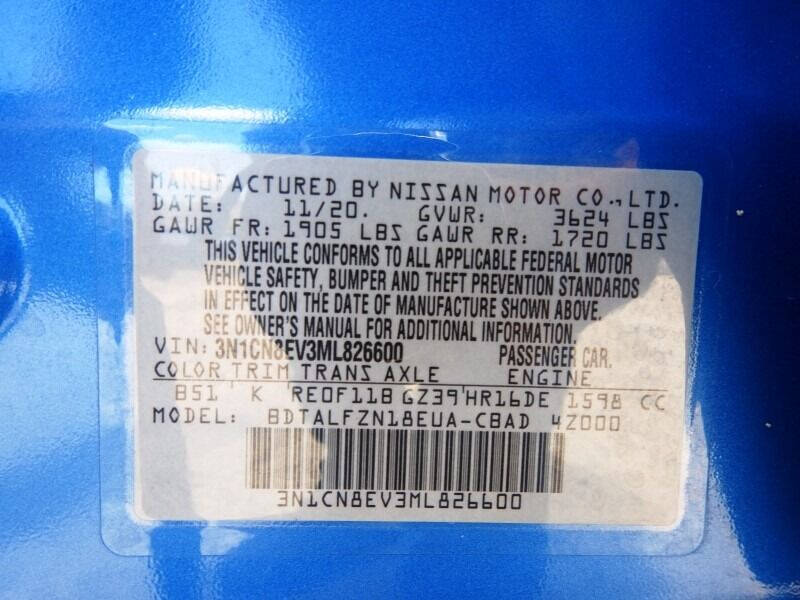 MANUFACTURED BY NISSAN MOTOR CO., LTD.
DATE: 11/20. GVWR: 3624 LBS
GAWR FR: 1905 LBS GAWR RR: 1720 LBS
THIS VEHICLE CONFORMS TO ALL APPLICABLE FEDERAL MOTOR
VEHICLE SAFETY, BUMPER AND THEFT PREVENTION STANDARDS
IN EFFECT ON THE DATE OF MANUFACTURE SHOWN ABOVE.
SEE OWNER'S MANUAL FOR ADDITIONAL INFORMATION.
VIN: 3N1CN8EV3ML826600 PASSENGER CAR.
COLOR TRIM TRANS AXLE ENGINE
B51 ' K RE0F11B GZ39'HR16DE 1598 CC
MODEL: BDTALFZN18EUA-CBAD 4Z000
3N1CN8EV3ML826600